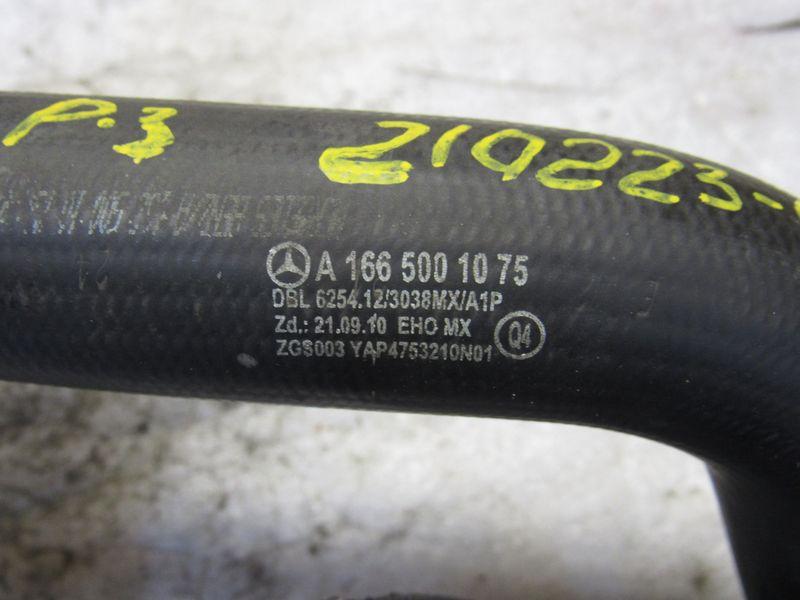 P.3 210223-
A 166 500 10 75
DBL 6254.12/3038MX/A1P
Zd.: 21.09.10 EHO MX
Q4
ZGS003 YAP4753210N01